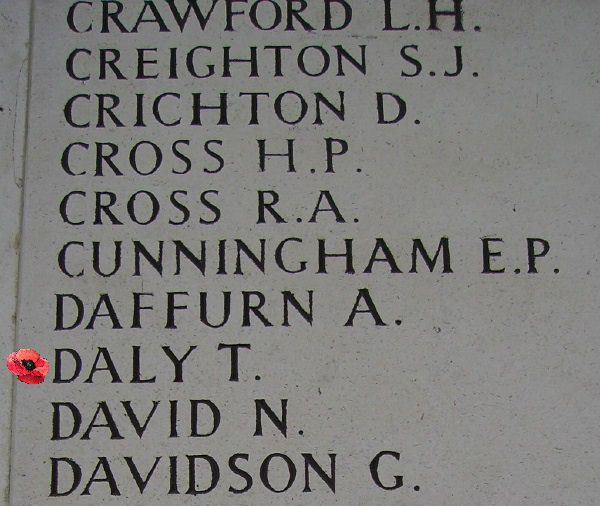 CRAWFORD L.H.
CREIGHTON S.J.
CRICHTON D.
CROSS H.P.
CROSS R.A.
CUNNINGHAM E.P.
DAFFURN A.
DALY T.
DAVID N.
DAVIDSON G.